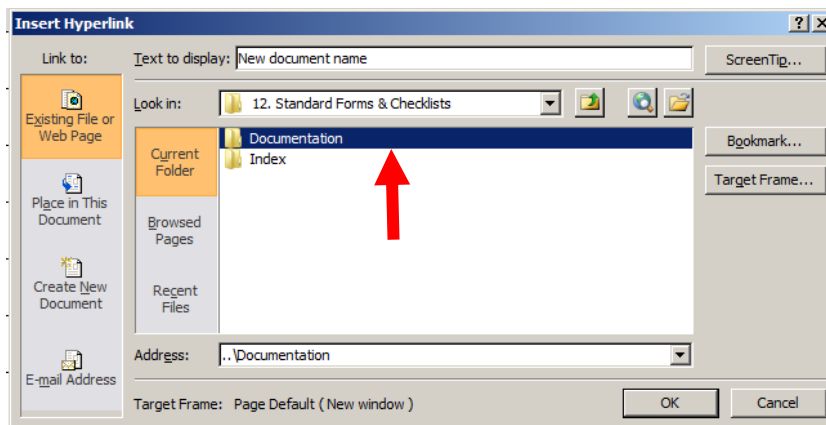 Insert Hyperlink
Link to:
Text to display: New document name
ScreenTip...
Existing File or
Web Page
Look in: 12. Standard Forms & Checklists
Current
Folder
Documentation
Index
Bookmark...
Target Frame...
Place in This
Document
Browsed
Pages
Create New
Document
Recent
Files
E-mail Address
Address: ..\Documentation
Target Frame: Page Default ( New window )
OK
Cancel